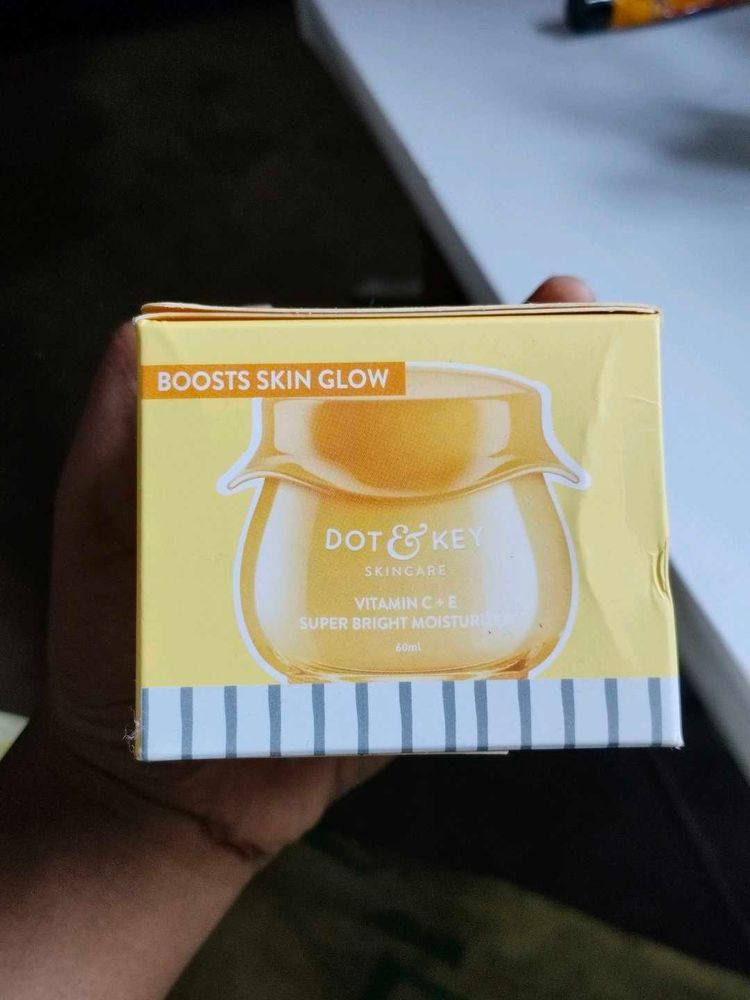 BOOSTS SKIN GLOW
DOT & KEY
SKINCARE
VITAMIN C + E
SUPER BRIGHT MOISTURIZER
60ml